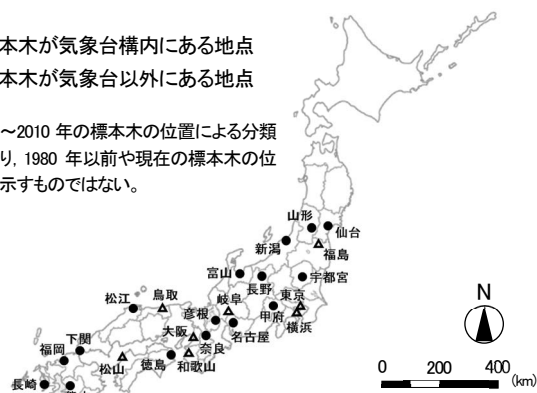 本木が気象台構内にある地点
本木が気象台以外にある地点
～2010 年の標本木の位置による分類
り, 1980 年以前や現在の標本木の位
示すものではない。
山形
仙台
新潟
福島
富山
長野
宇都宮
松江
鳥取
岐阜
東京
彦根
甲府
横浜
下関
大阪
名古屋
福岡
奈良
松山
徳島
和歌山
長崎
N
0 200 400
(km)